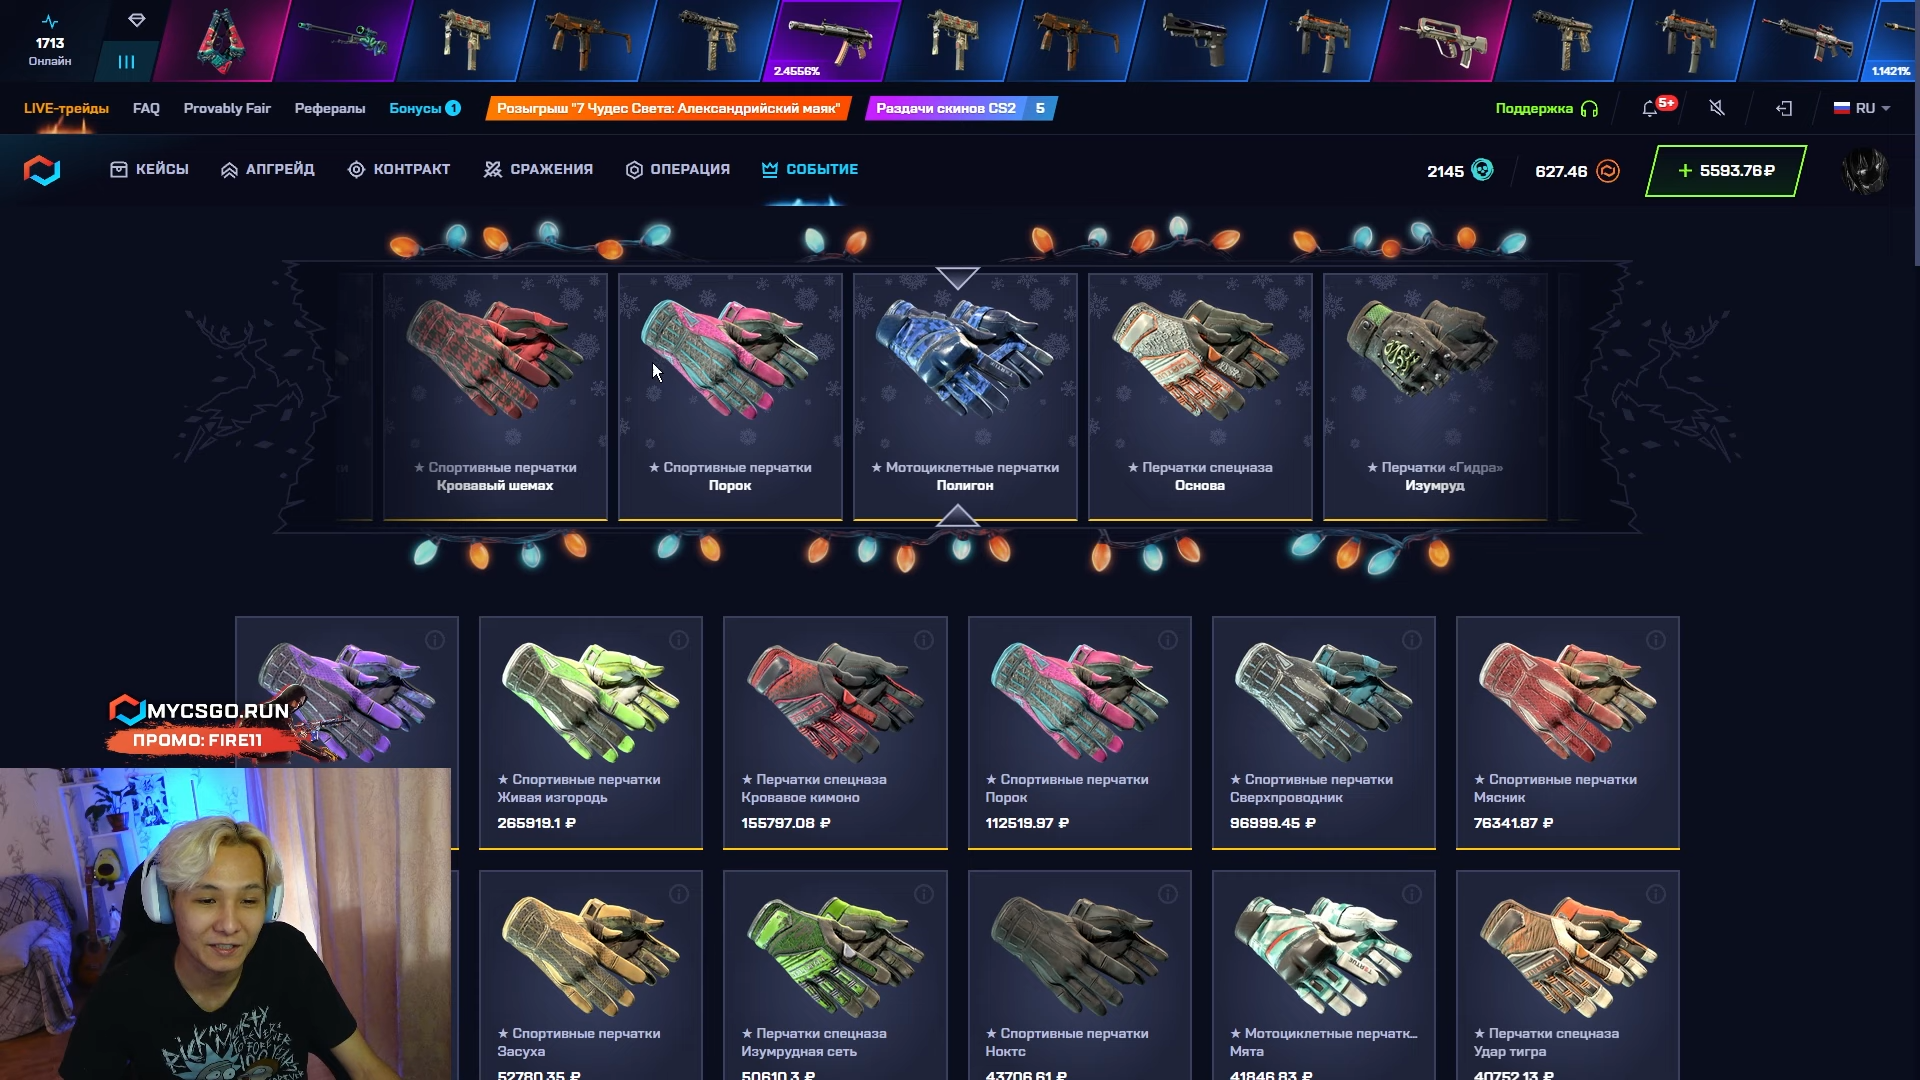 1713
Онлайн
2.4556%
1.1421%
LIVE-трейды
FAQ
Provably Fair
Рефералы
Бонусы 1
Розыгрыш "7 Чудес Света: Александрийский маяк"
Раздачи скинов CS2 5
Поддержка
5+
RU
КЕЙСЫ
АПГРЕЙД
КОНТРАКТ
СРАЖЕНИЯ
ОПЕРАЦИЯ
СОБЫТИЕ
2145
627.46
+ 5593.76 ₽
★ Спортивные перчатки
Кровавый шемах
★ Спортивные перчатки
Порок
★ Мотоциклетные перчатки
Полигон
★ Перчатки спецназа
Основа
★ Перчатки «Гидра»
Изумруд
MYCSGO.RUN
ПРОМО: FIRE11
★ Спортивные перчатки
Живая изгородь
265919.1 ₽
★ Перчатки спецназа
Кровавое кимоно
155797.08 ₽
★ Спортивные перчатки
Порок
112519.97 ₽
★ Спортивные перчатки
Сверхпроводник
96999.45 ₽
★ Спортивные перчатки
Мясник
76341.87 ₽
★ Спортивные перчатки
Засуха
52780.35 ₽
★ Перчатки спецназа
Изумрудная сеть
50610.3 ₽
★ Спортивные перчатки
Ноктс
43706.61 ₽
★ Мотоциклетные перчатк...
Мята
41846.83 ₽
★ Перчатки спецназа
Удар тигра
40752.13 ₽
RICK AND MORTY